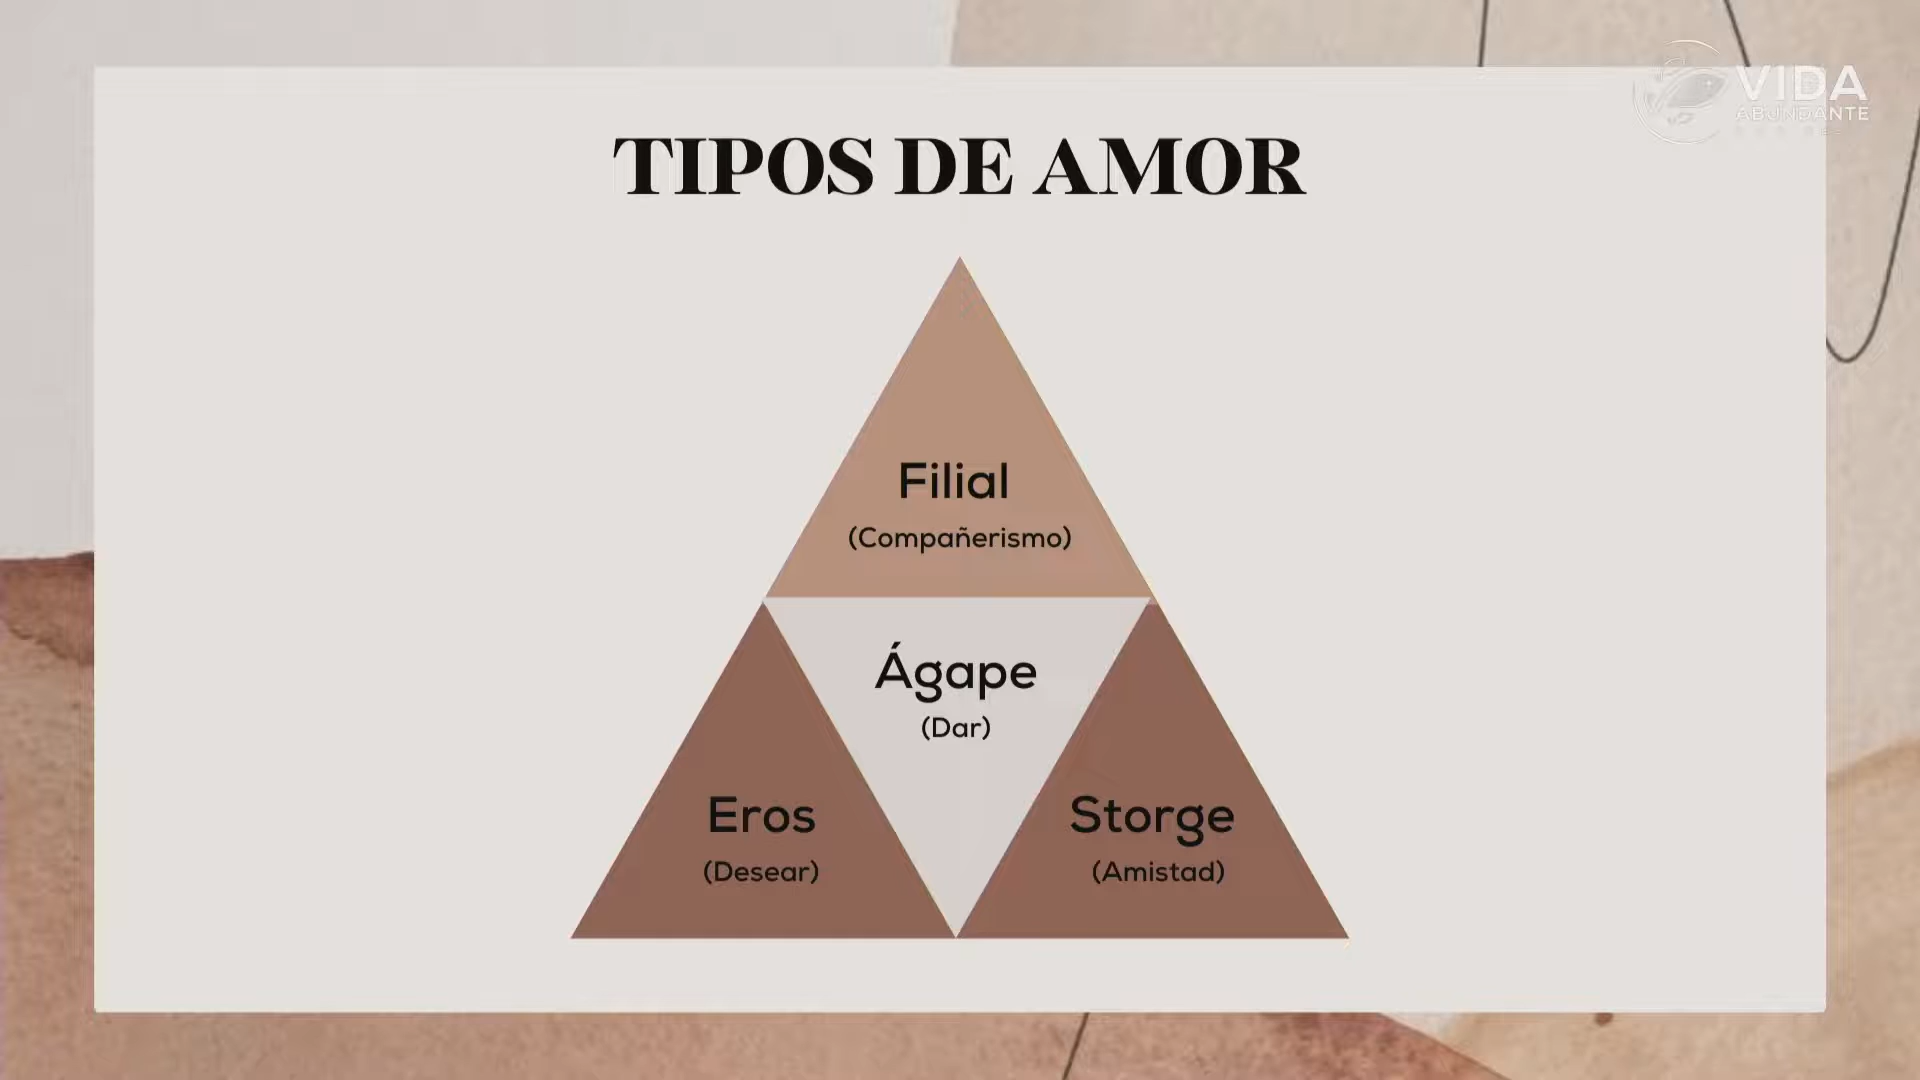 VIDA
ABUNDANTE
TIPOS DE AMOR
Filial
(Compañerismo)
Ágape
(Dar)
Eros
(Desear)
Storge
(Amistad)